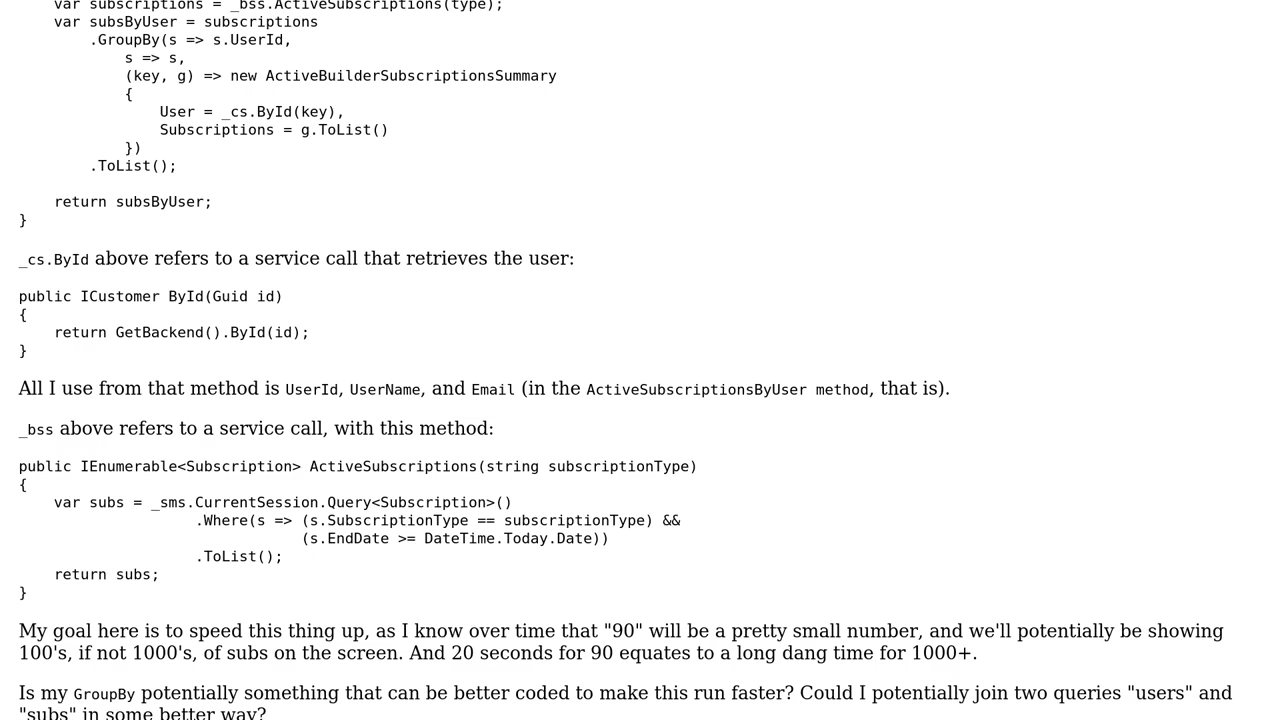 var subscriptions = _bss.ActiveSubscriptions(type);
    var subsByUser = subscriptions
        .GroupBy(s => s.UserId,
            s => s,
            (key, g) => new ActiveBuilderSubscriptionsSummary
            {
                User = _cs.ById(key),
                Subscriptions = g.ToList()
            })
        .ToList();

    return subsByUser;
}
_cs.ById above refers to a service call that retrieves the user:
public ICustomer ById(Guid id)
{
    return GetBackend().ById(id);
}
All I use from that method is UserId, UserName, and Email (in the ActiveSubscriptionsByUser method, that is).
_bss above refers to a service call, with this method:
public IEnumerable<Subscription> ActiveSubscriptions(string subscriptionType)
{
    var subs = _sms.CurrentSession.Query<Subscription>()
                    .Where(s => (s.SubscriptionType == subscriptionType) &&
                                (s.EndDate >= DateTime.Today.Date))
                    .ToList();
    return subs;
}
My goal here is to speed this thing up, as I know over time that "90" will be a pretty small number, and we'll potentially be showing
100's, if not 1000's, of subs on the screen. And 20 seconds for 90 equates to a long dang time for 1000+.
Is my GroupBy potentially something that can be better coded to make this run faster? Could I potentially join two queries "users" and
"subs" in some better way?